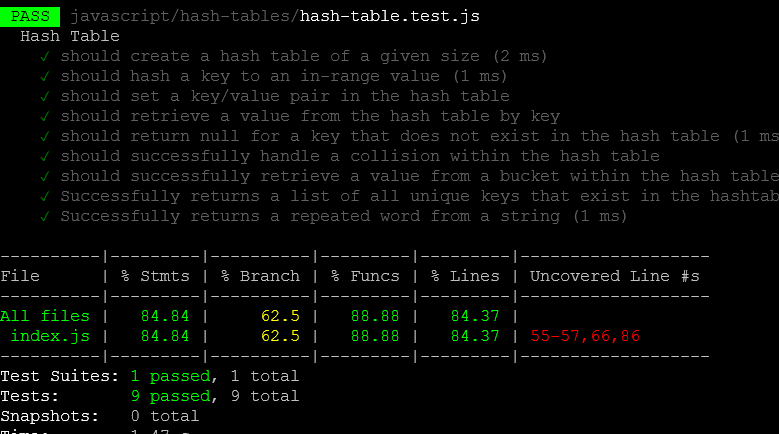 PASS javascript/hash-tables/hash-table.test.js
Hash Table
✓ should create a hash table of a given size (2 ms)
✓ should hash a key to an in-range value (1 ms)
✓ should set a key/value pair in the hash table
✓ should retrieve a value from the hash table by key
✓ should return null for a key that does not exist in the hash table (1 ms
✓ should successfully handle a collision within the hash table
✓ should successfully retrieve a value from a bucket within the hash table
✓ Successfully returns a list of all unique keys that exist in the hashtab
✓ Successfully returns a repeated word from a string (1 ms)
----------|---------|----------|---------|---------|-------------------
File      | % Stmts | % Branch | % Funcs | % Lines | Uncovered Line #s
----------|---------|----------|---------|---------|-------------------
All files |   84.84 |     62.5 |   88.88 |   84.37 |
 index.js |   84.84 |     62.5 |   88.88 |   84.37 | 55-57,66,86
----------|---------|----------|---------|---------|-------------------
Test Suites: 1 passed, 1 total
Tests:       9 passed, 9 total
Snapshots:   0 total